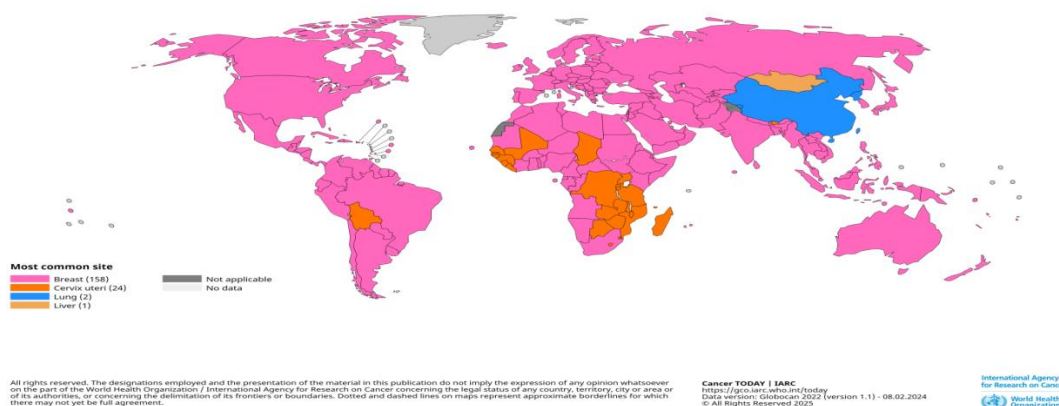 Most common site
Breast (158)
Cervix uteri (24)
Lung (2)
Liver (1)
Not applicable
No data
All rights reserved. The designations employed and the presentation of the material in this publication do not imply the expression of any opinion whatsoever
on the part of the World Health Organization / International Agency for Research on Cancer concerning the legal status of any country, territory, city or area or
of its authorities, or concerning the delimitation of its frontiers or boundaries. Dotted and dashed lines on maps represent approximate borderlines for which
there may not yet be full agreement.
Cancer TODAY | IARC
https://gco.iarc.who.int/today
Data version: Globocan 2022 (version 1.1) - 08.02.2024
© All Rights Reserved 2025
International Agency
for Research on Canc
World Health
Organization